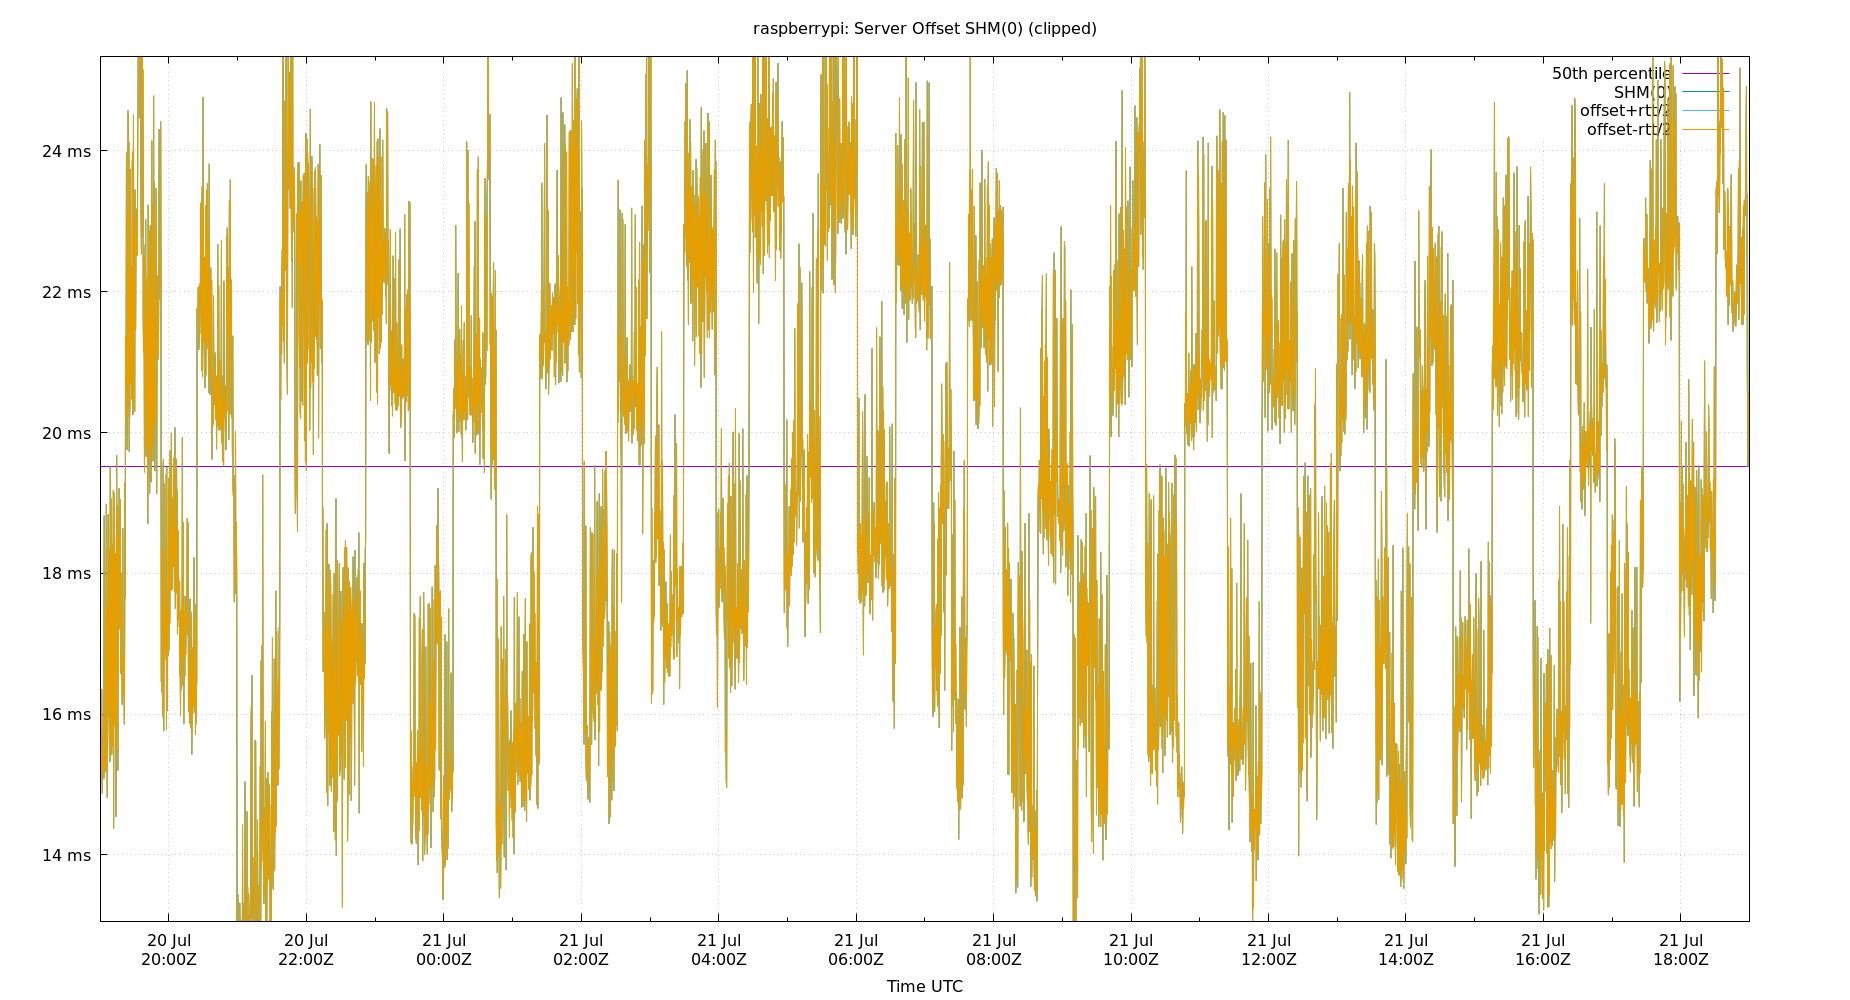 raspberrypi: Server Offset SHM(0) (clipped)
50th percentile
SHM(0)
offset+rtt/2
offset-rtt/2
24 ms
22 ms
20 ms
18 ms
16 ms
14 ms
20 Jul 20 Jul 21 Jul 21 Jul 21 Jul 21 Jul 21 Jul 21 Jul 21 Jul 21 Jul 21 Jul 21 Jul
20:00Z 22:00Z 00:00Z 02:00Z 04:00Z 06:00Z 08:00Z 10:00Z 12:00Z 14:00Z 16:00Z 18:00Z
Time UTC